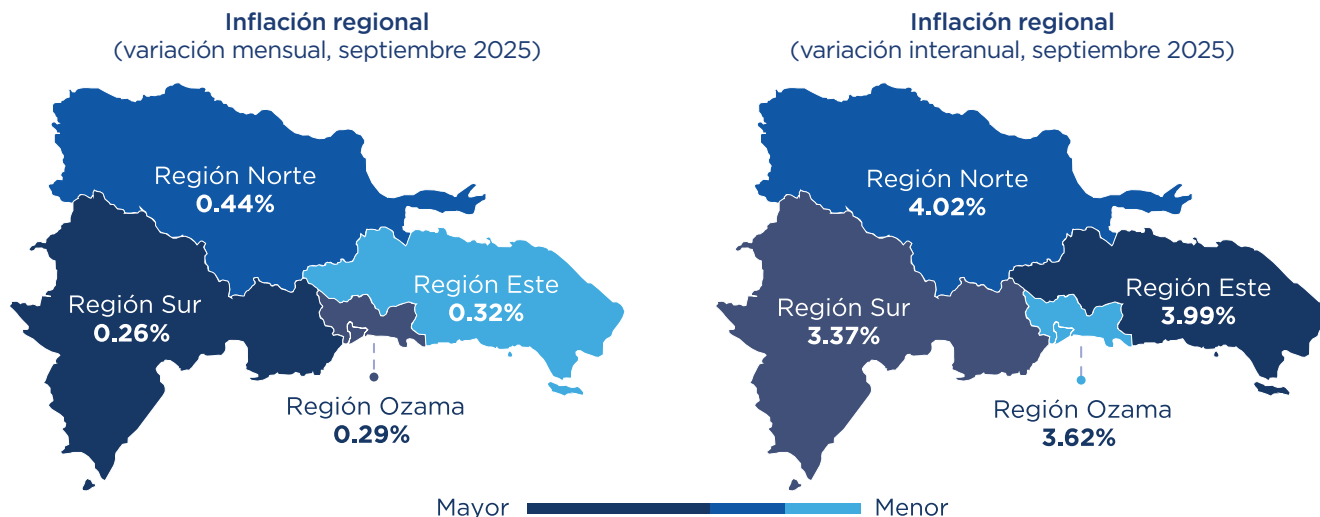 Inflación regional
(variación mensual, septiembre 2025)
Región Norte
0.44%
Región Sur
0.26%
Región Este
0.32%
Región Ozama
0.29%
Inflación regional
(variación interanual, septiembre 2025)
Región Norte
4.02%
Región Sur
3.37%
Región Este
3.99%
Región Ozama
3.62%
Mayor
Menor